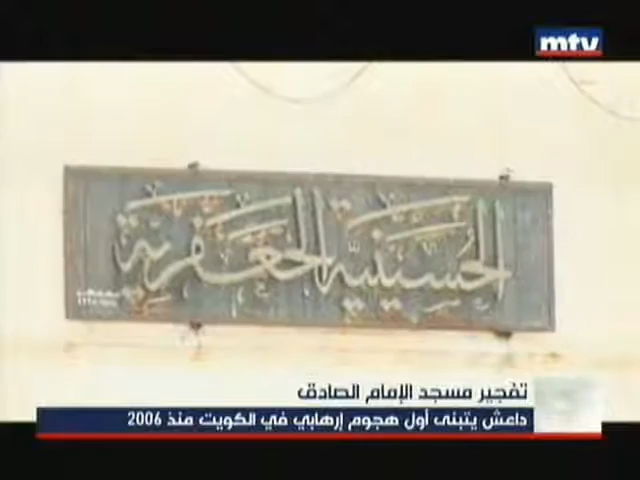 mtv
الحسينية الجعفرية
تفجير مسجد الإمام الصادق
داعش يتبنى أول هجوم إرهابي في الكويت منذ 2006